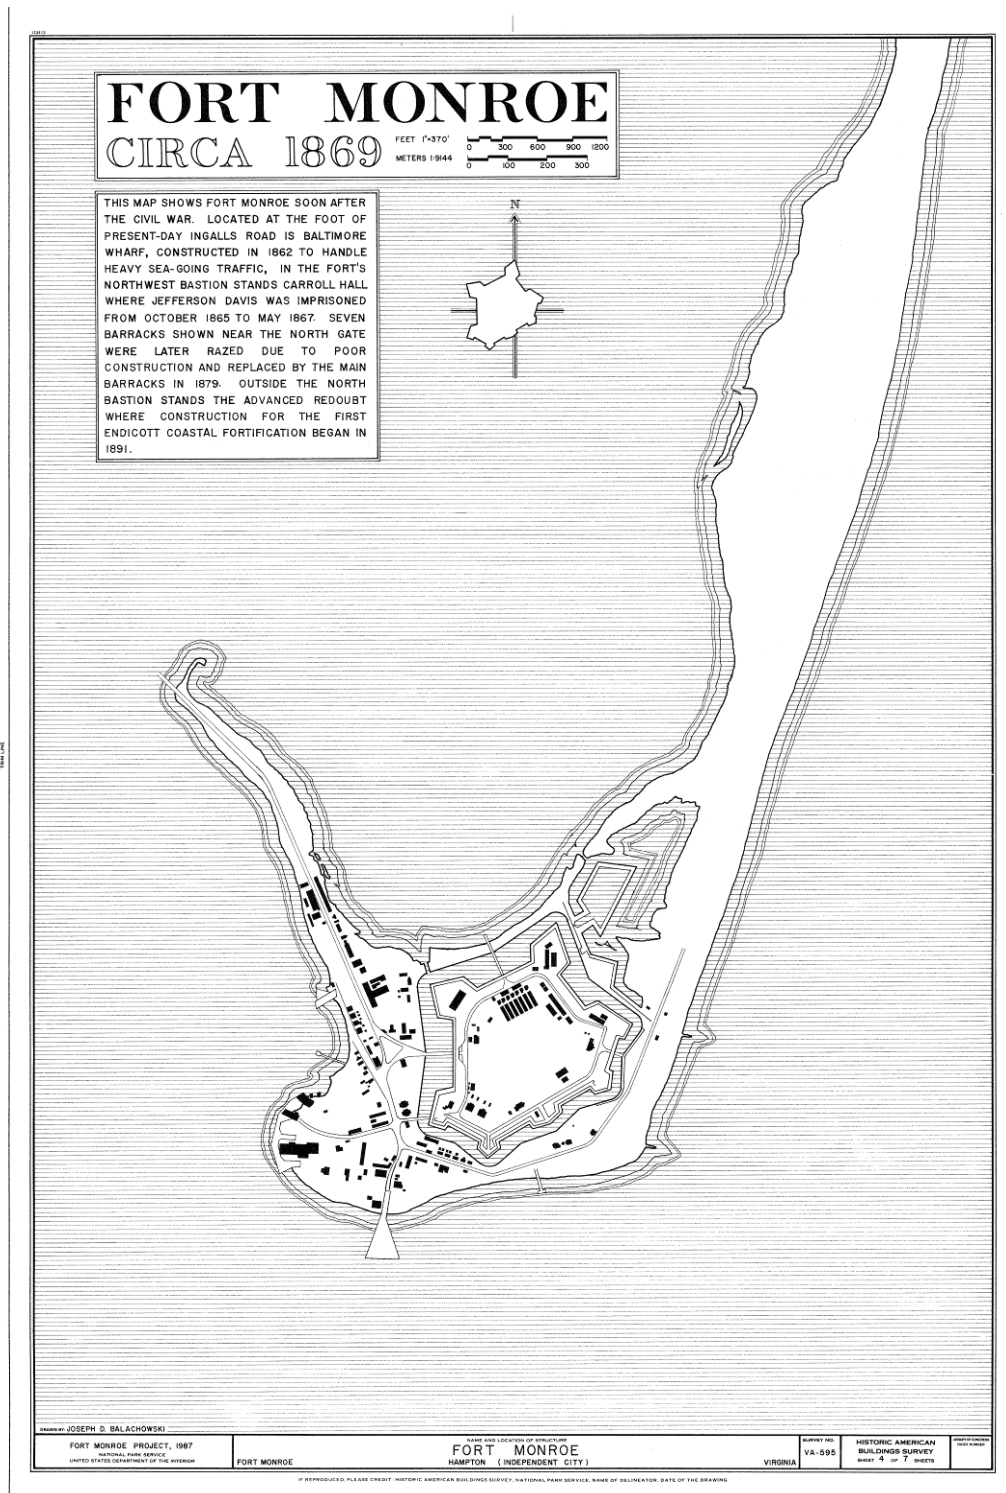 FORT MONROE
CIRCA 1869
FEET 1"=370'
0 300 600 900 1200
METERS 1:9144
0 100 200 300
THIS MAP SHOWS FORT MONROE SOON AFTER
THE CIVIL WAR. LOCATED AT THE FOOT OF
PRESENT-DAY INGALLS ROAD IS BALTIMORE
WHARF, CONSTRUCTED IN 1862 TO HANDLE
HEAVY SEA-GOING TRAFFIC, IN THE FORT'S
NORTHWEST BASTION STANDS CARROLL HALL
WHERE JEFFERSON DAVIS WAS IMPRISONED
FROM OCTOBER 1865 TO MAY 1867. SEVEN
BARRACKS SHOWN NEAR THE NORTH GATE
WERE LATER RAZED DUE TO POOR
CONSTRUCTION AND REPLACED BY THE MAIN
BARRACKS IN 1879. OUTSIDE THE NORTH
BASTION STANDS THE ADVANCED REDOUBT
WHERE CONSTRUCTION FOR THE FIRST
ENDICOTT COASTAL FORTIFICATION BEGAN IN
1891.
N
TRIM LINE
DRAWN BY: JOSEPH D. BALACHOWSKI
FORT MONROE PROJECT, 1987
NATIONAL PARK SERVICE
UNITED STATES DEPARTMENT OF THE INTERIOR
FORT MONROE
NAME AND LOCATION OF STRUCTURE
FORT MONROE
HAMPTON (INDEPENDENT CITY)
VIRGINIA
SURVEY NO.
VA-595
HISTORIC AMERICAN
BUILDINGS SURVEY
SHEET 4 OF 7 SHEETS
LIBRARY OF CONGRESS
INDEX NUMBER
IF REPRODUCED, PLEASE CREDIT: HISTORIC AMERICAN BUILDINGS SURVEY, NATIONAL PARK SERVICE, NAME OF DELINEATOR, DATE OF THE DRAWING